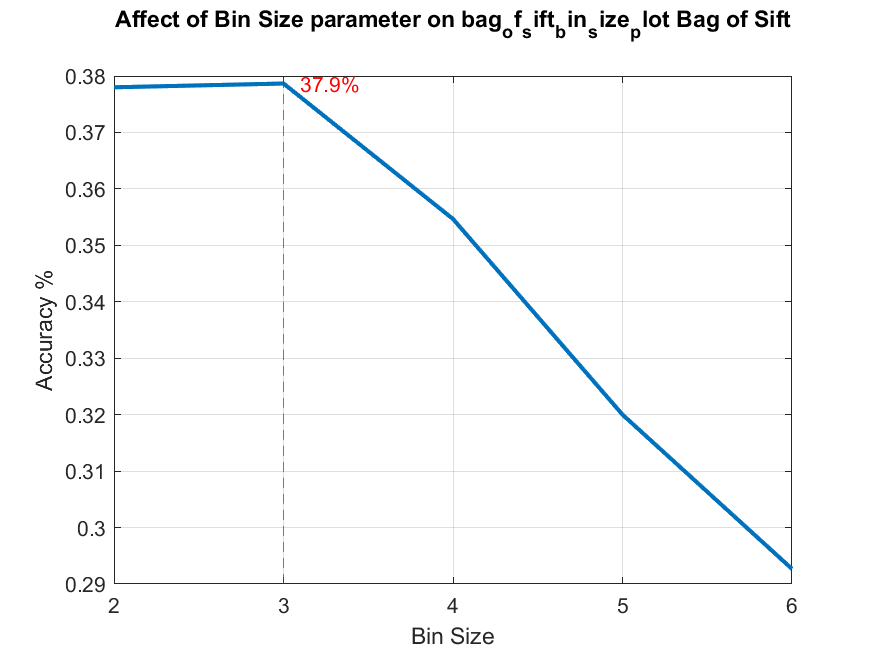 Affect of Bin Size parameter on bagofsiftbinsizeplot Bag of Sift
0.38
37.9%
0.37
0.36
0.35
0.34
0.33
0.32
0.31
0.3
0.29
Accuracy %
2 3 4 5 6
Bin Size